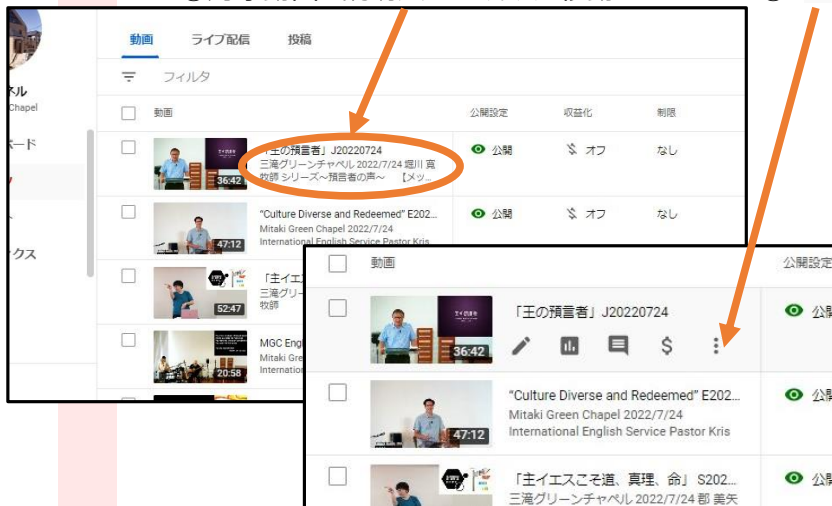 動画 ライブ配信 投稿
ネル
Chapel
フィルタ
動画 公開設定 収益化 制限
ード
「王の預言者」J20220724
三滝グリーンチャペル 2022/7/24 堀川 寛
牧師 シリーズ～預言者の声～ 【メッ...
36:42
公開 オフ なし
"Culture Diverse and Redeemed" E202...
Mitaki Green Chapel 2022/7/24
International English Service Pastor Kris
47:12
公開 オフ なし
クス
「主イエ
三滝グリー
牧師
52:47
MGC Engl
Mitaki Gre
Internation
20:58
動画 公開設定
「王の預言者」J20220724
36:42
公開
"Culture Diverse and Redeemed" E202...
Mitaki Green Chapel 2022/7/24
International English Service Pastor Kris
47:12
公開
「主イエスこそ道、真理、命」 S202...
三滝グリーンチャペル 2022/7/24 郡 美矢
公開